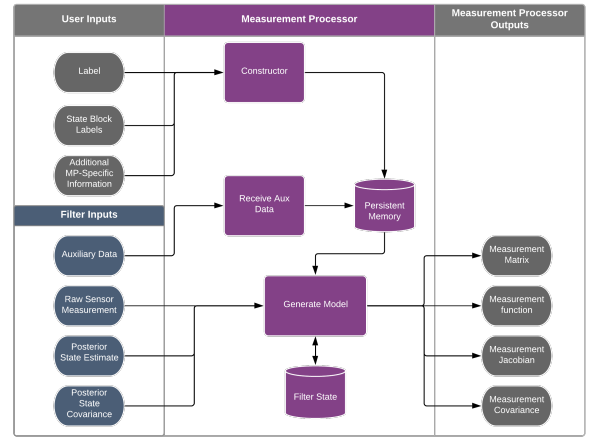 User Inputs
Measurement Processor
Measurement Processor
Outputs
Label
Constructor
State Block
Labels
Additional
MP-Specific
Information
Receive Aux
Data
Persistent
Memory
Filter Inputs
Auxiliary Data
Measurement
Matrix
Raw Sensor
Measurement
Generate Model
Measurement
function
Posterior
State Estimate
Measurement
Jacobian
Posterior
State
Covariance
Filter State
Measurement
Covariance